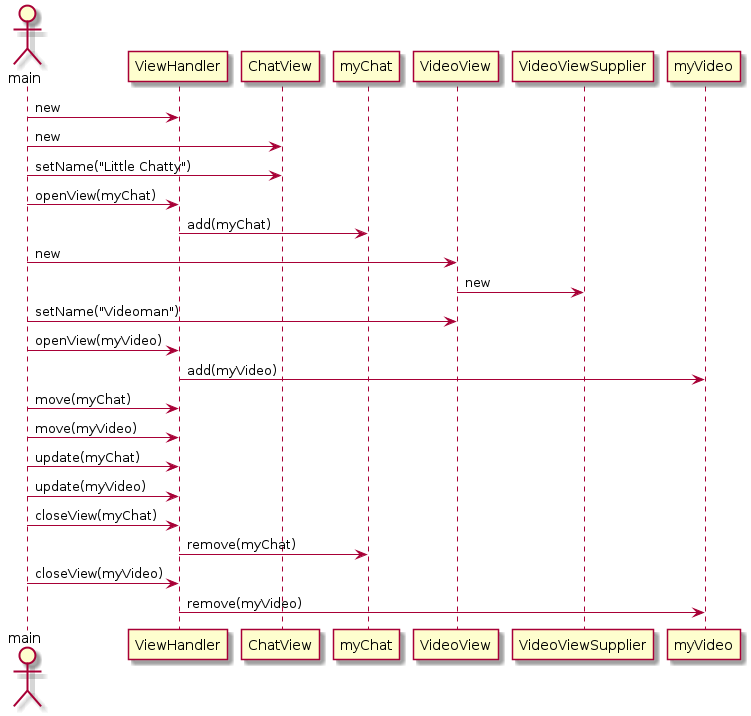 main
ViewHandler
ChatView
myChat
VideoView
VideoViewSupplier
myVideo
new
new
setName("Little Chatty")
openView(myChat)
add(myChat)
new
new
setName("Videoman")
openView(myVideo)
add(myVideo)
move(myChat)
move(myVideo)
update(myChat)
update(myVideo)
closeView(myChat)
remove(myChat)
closeView(myVideo)
remove(myVideo)
main
ViewHandler
ChatView
myChat
VideoView
VideoViewSupplier
myVideo